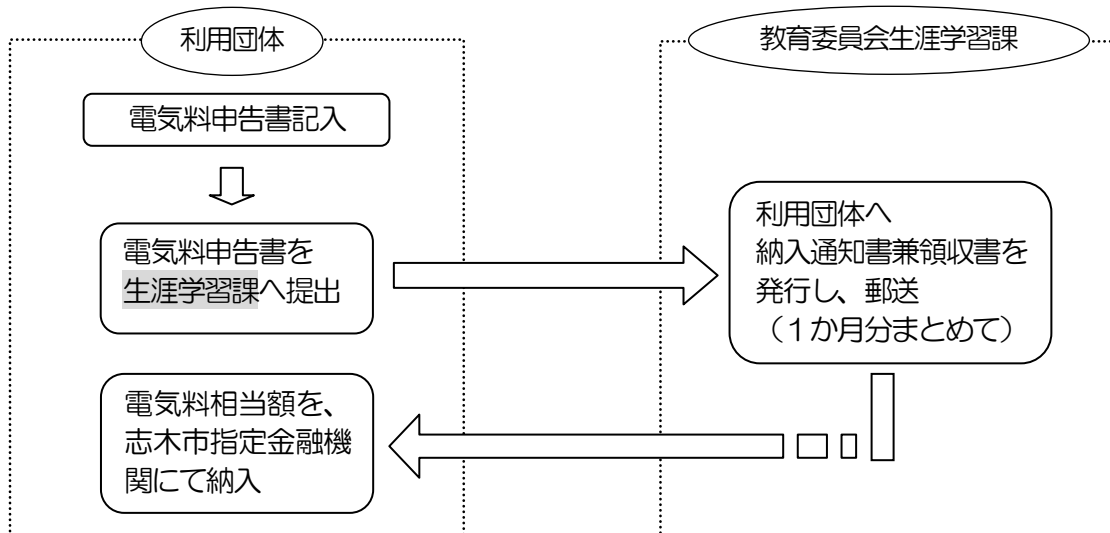 利用団体
教育委員会生涯学習課
電気料申告書記入
電気料申告書を
生涯学習課へ提出
利用団体へ
納入通知書兼領収書を
発行し、郵送
（１か月分まとめて）
電気料相当額を、
志木市指定金融機
関にて納入